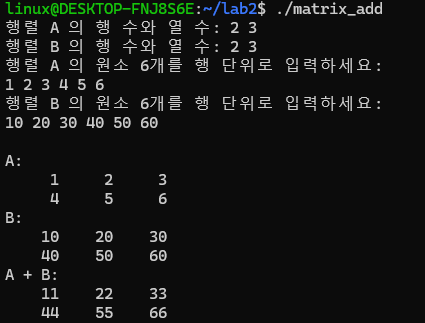 linux@DESKTOP-FNJ8S6E:~/lab2$ ./matrix_add
행렬 A 의 행 수와 열 수: 2 3
행렬 B 의 행 수와 열 수: 2 3
행렬 A 의 원소 6개를 행 단위로 입력하세요:
1 2 3 4 5 6
행렬 B 의 원소 6개를 행 단위로 입력하세요:
10 20 30 40 50 60
A:
1 2 3
4 5 6
B:
10 20 30
40 50 60
A + B:
11 22 33
44 55 66